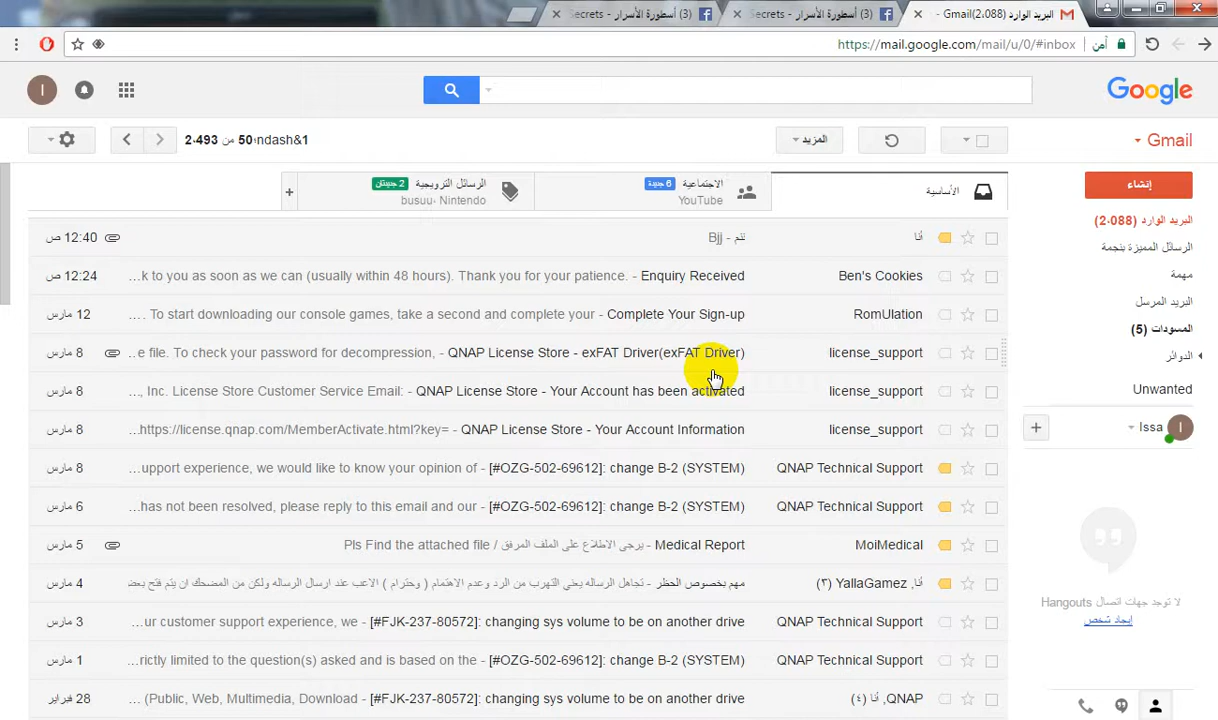 (3) أسطورة الأسرار - Secrets
(3) أسطورة الأسرار - Secrets
البريد الوارد (2،088) - Gmail
https://mail.google.com/mail/u/0/#inbox
أمن
I
Google
2،493 من 50،ndash&1
المزيد
Gmail
الأساسية
الاجتماعية 6 جديدة
YouTube
الرسائل الترويجية 2 جديدتان
busuu، Nintendo
+
إنشاء
البريد الوارد (2،088)
الرسائل المميزة بنجمة
مهمة
البريد المرسل
المسودات (5)
الدوائر
Unwanted
Issa
I
+
لا توجد جهات اتصال Hangouts
إيجاد شخص
أنا Bjj - تتم 12:40 ص
Ben's Cookies Enquiry Received - ...k to you as soon as we can (usually within 48 hours). Thank you for your patience. 12:24 ص
RomUlation Complete Your Sign-up - ... . To start downloading our console games, take a second and complete your 12 مارس
license_support QNAP License Store - exFAT Driver(exFAT Driver) - ...e file. To check your password for decompression, 8 مارس
license_support QNAP License Store - Your Account has been activated - ..., Inc. License Store Customer Service Email: 8 مارس
license_support QNAP License Store - Your Account Information - ...https://license.qnap.com/MemberActivate.html?key= 8 مارس
QNAP Technical Support [#OZG-502-69612]: change B-2 (SYSTEM) - ...upport experience, we would like to know your opinion of 8 مارس
QNAP Technical Support [#OZG-502-69612]: change B-2 (SYSTEM) - ...has not been resolved, please reply to this email and our 6 مارس
MoiMedical Medical Report - يرجى الاطلاع على الملف المرفق / Pls Find the attached file 5 مارس
أنا, YallaGamez (٣) مهم بخصوص الحظر - تجاهل الرساله يعني التهرب من الرد وعدم الاهتمام ( وحترام ) الاعب عند ارسال الرساله ولكن من المضحك ان يتم فتح بعض... 4 مارس
QNAP Technical Support [#FJK-237-80572]: changing sys volume to be on another drive - ...ur customer support experience, we 3 مارس
QNAP Technical Support [#OZG-502-69612]: change B-2 (SYSTEM) - ...rictly limited to the question(s) asked and is based on the 1 مارس
QNAP, أنا (٤) [#FJK-237-80572]: changing sys volume to be on another drive - ...(Public, Web, Multimedia, Download 28 فبراير